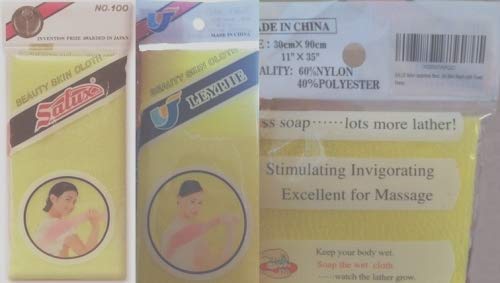 NO.100
INVENTION PRIZE AWARDED IN JAPAN
BEAUTY SKIN CLOTH
Salux
MADE IN CHINA
BEAUTY SKIN CLOTH
LEYJUE
MADE IN CHINA
E : 30cm×90cm
11"×35"
ALITY: 60%NYLON
40%POLYESTER
ss soap······lots more lather!
Stimulating Invigorating
Excellent for Massage
Keep your body wet.
Soap the wet cloth
······watch the lather grow.